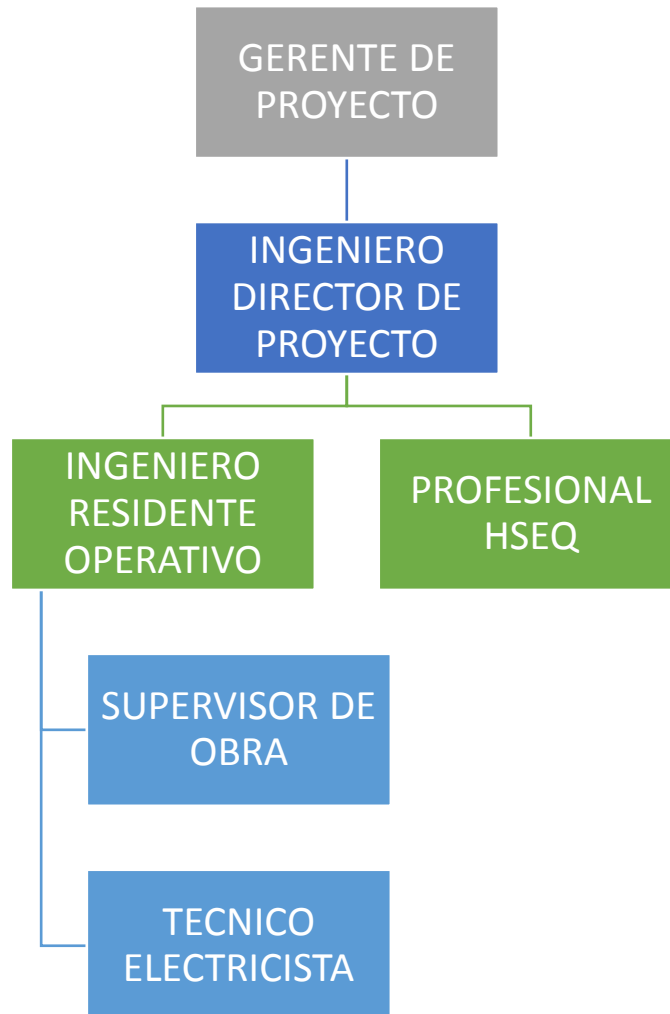 GERENTE DE
PROYECTO
INGENIERO
DIRECTOR DE
PROYECTO
INGENIERO
RESIDENTE
OPERATIVO
PROFESIONAL
HSEQ
SUPERVISOR DE
OBRA
TECNICO
ELECTRICISTA